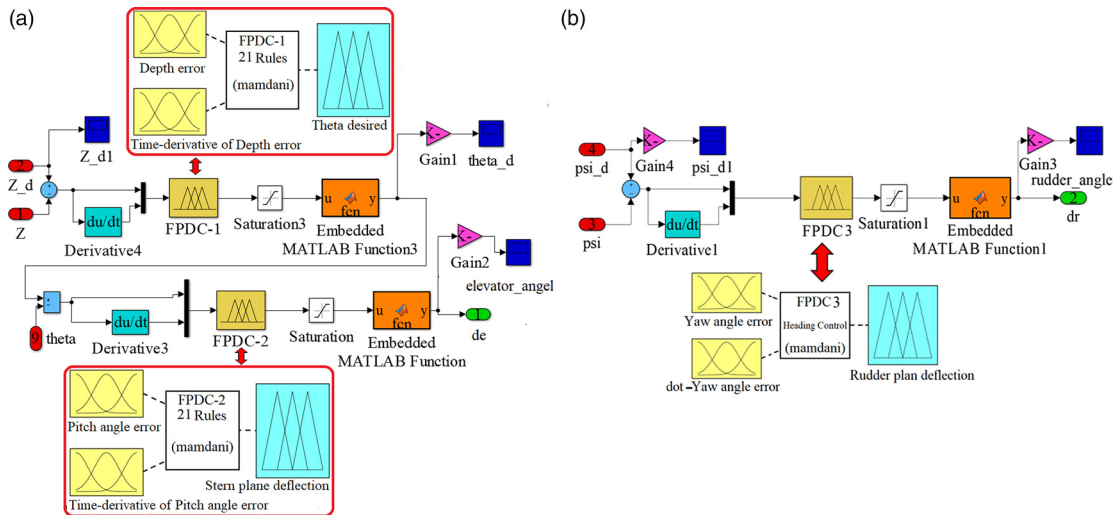 (a)
Depth error
Time-derivative of Depth error
FPDC-1
21 Rules
(mamdani)
Theta desired
Z_d1
2
Z_d
+
-
1
Z
du/dt
Derivative4
FPDC-1
Saturation3
u
fcn
y
Embedded
MATLAB Function3
K-
Gain1
theta_d
K-
Gain2
elevator_angel
9
theta
du/dt
Derivative3
FPDC-2
Saturation
u
fcn
y
Embedded
MATLAB Function
1
de
Pitch angle error
Time-derivative of Pitch angle error
FPDC-2
21 Rules
(mamdani)
Stern plane deflection
(b)
4
psi_d
K-
Gain4
psi_d1
3
psi
du/dt
Derivative1
FPDC3
Saturation1
u
fcn
y
Embedded
MATLAB Function1
K-
Gain3
rudder_angle
2
dr
Yaw angle error
dot-Yaw angle error
FPDC3
Heading Control
(mamdani)
Rudder plan deflection